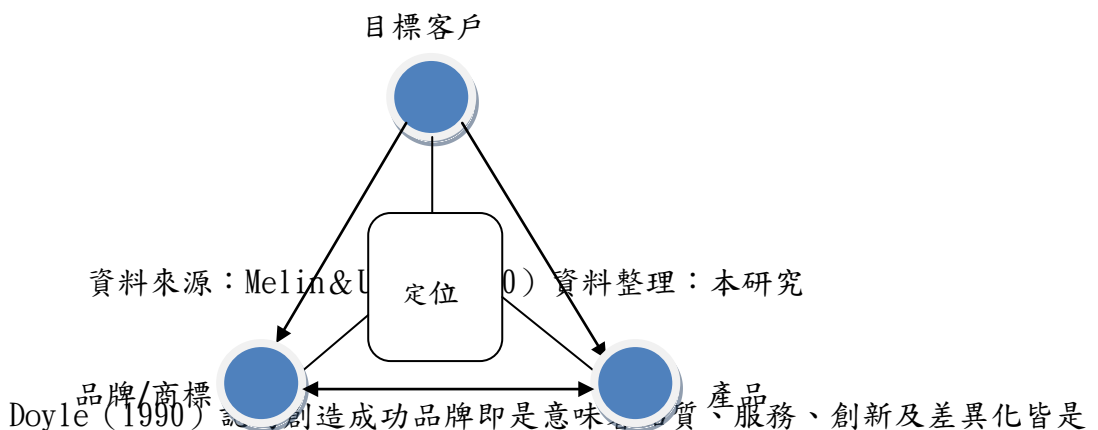 目標客戶
資料來源:Melin&U 0)資料整理:本研究
定位
品牌/商標
產品
Doyle(1990) 創造成功品牌即是意味 質、服務、創新及差異化皆是